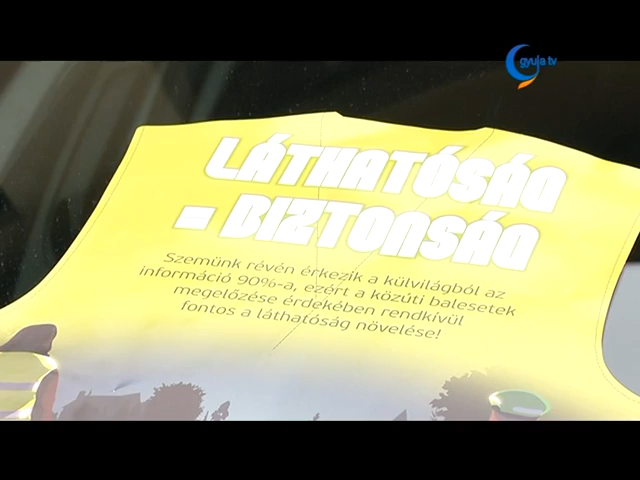 gyula tv
LÁTHATÓSÁG
= BIZTONSÁG
Szemünk révén érkezik a külvilágból az
információ 90%-a, ezért a közúti balesetek
megelőzése érdekében rendkívül
fontos a láthatóság növelése!